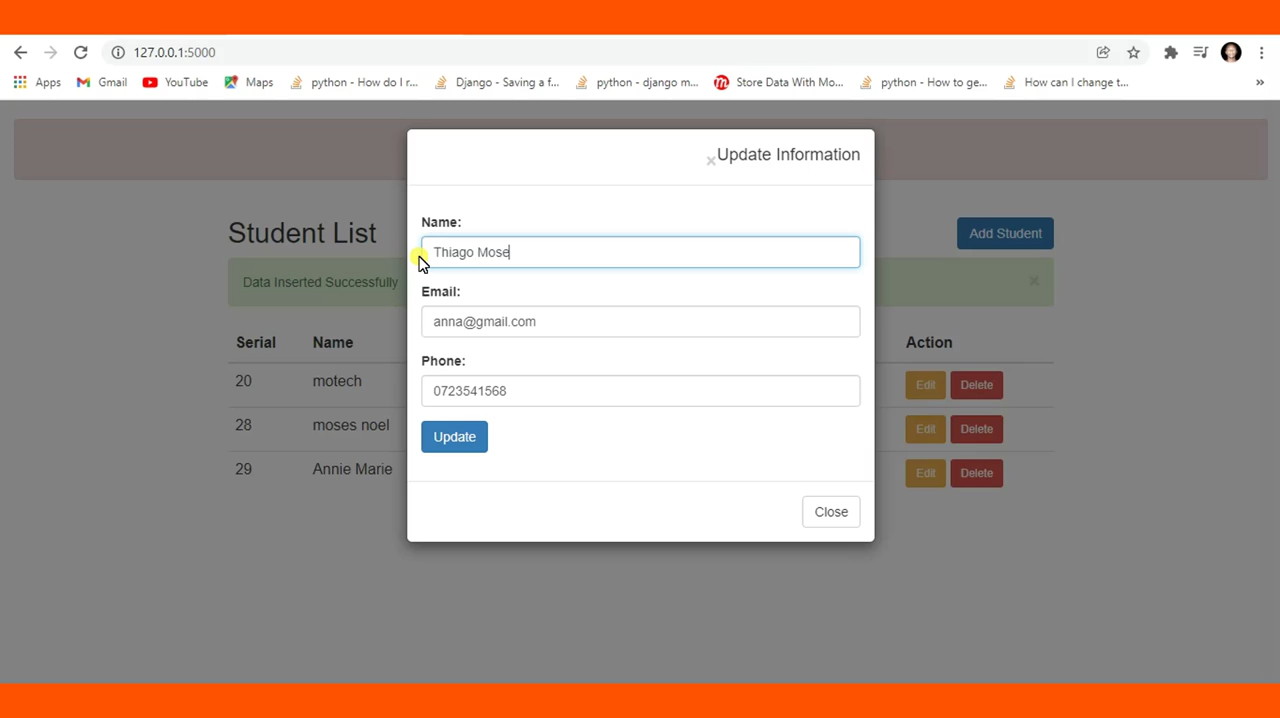 127.0.0.1:5000
Apps Gmail YouTube Maps python - How do I r... Django - Saving a f... python - django m... Store Data With Mo... python - How to ge... How can I change t... »
×Update Information
Name:
Thiago Mose
Email:
anna@gmail.com
Phone:
0723541568
Update
Close
Student List Add Student
Data Inserted Successfully ×
Serial Name Action
20 motech Edit Delete
28 moses noel Edit Delete
29 Annie Marie Edit Delete